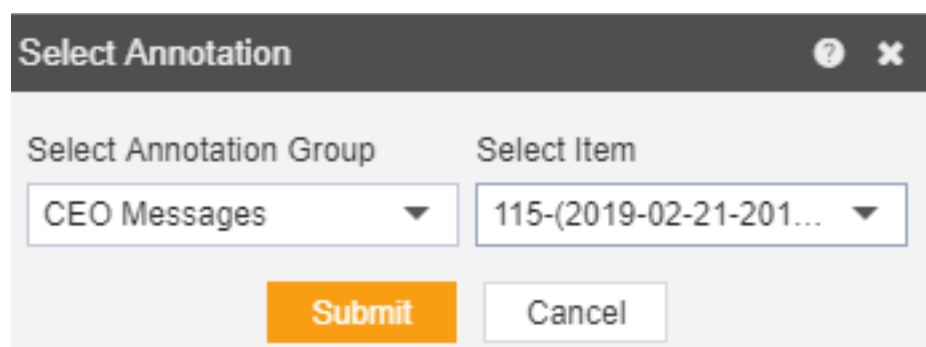 Select Annotation
Select Annotation Group
Select Item
CEO Messages
115-(2019-02-21-201...
Submit
Cancel